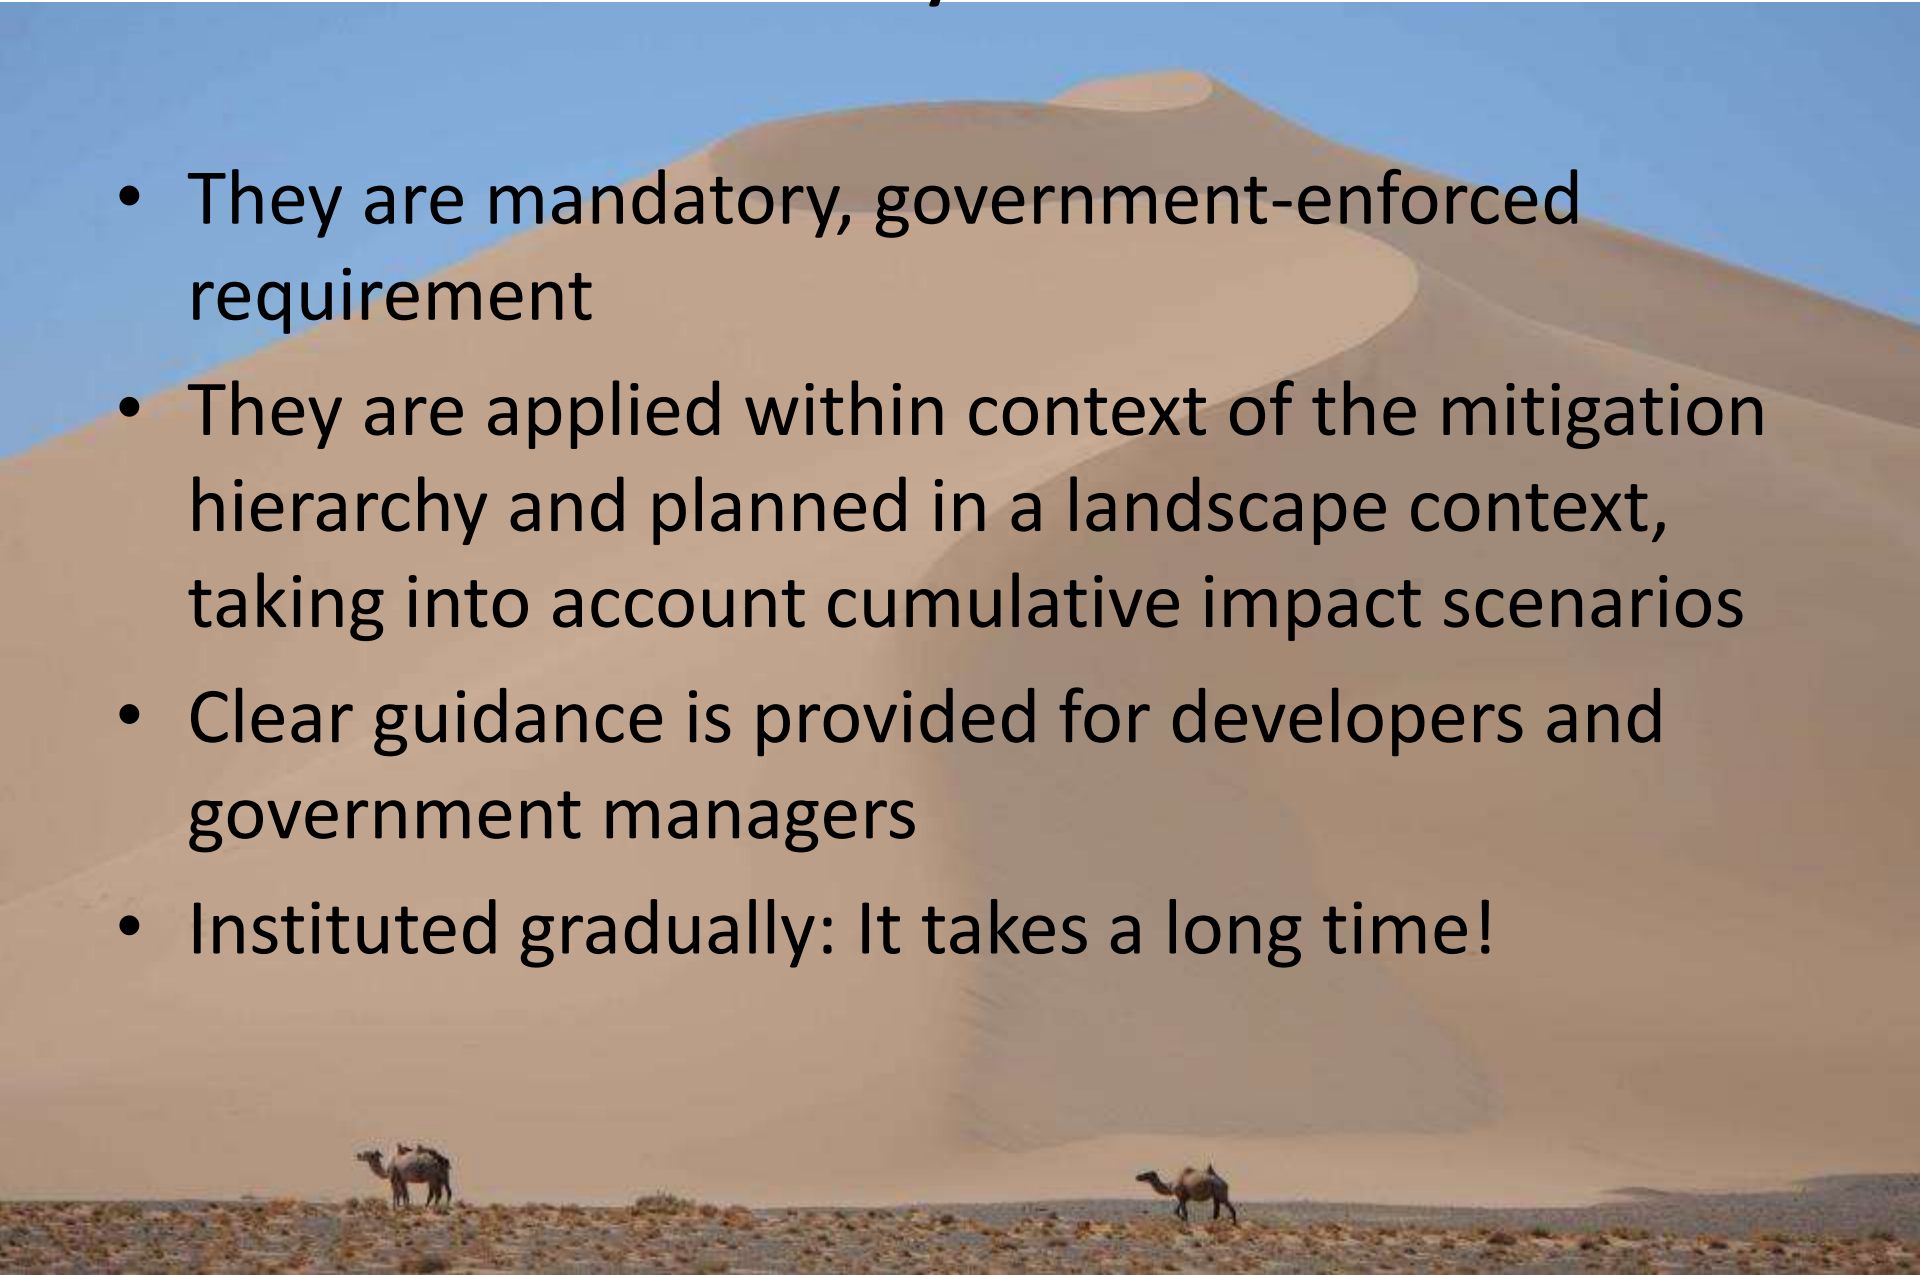 • They are mandatory, government-enforced
requirement
• They are applied within context of the mitigation
hierarchy and planned in a landscape context,
taking into account cumulative impact scenarios
• Clear guidance is provided for developers and
government managers
• Instituted gradually: It takes a long time!